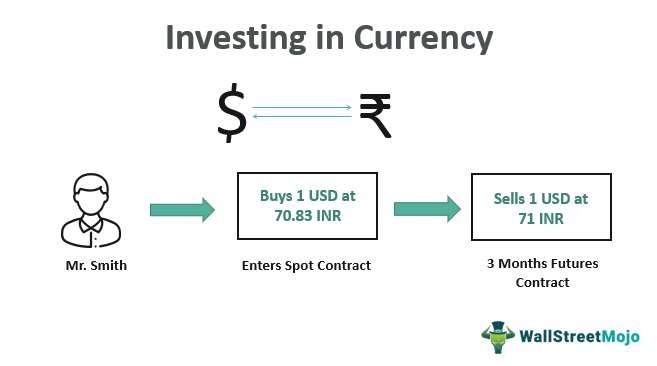 Investing in Currency
$ ₹
Buys 1 USD at
70.83 INR
Sells 1 USD at
71 INR
Mr. Smith
Enters Spot Contract
3 Months Futures
Contract
WallStreetMojo